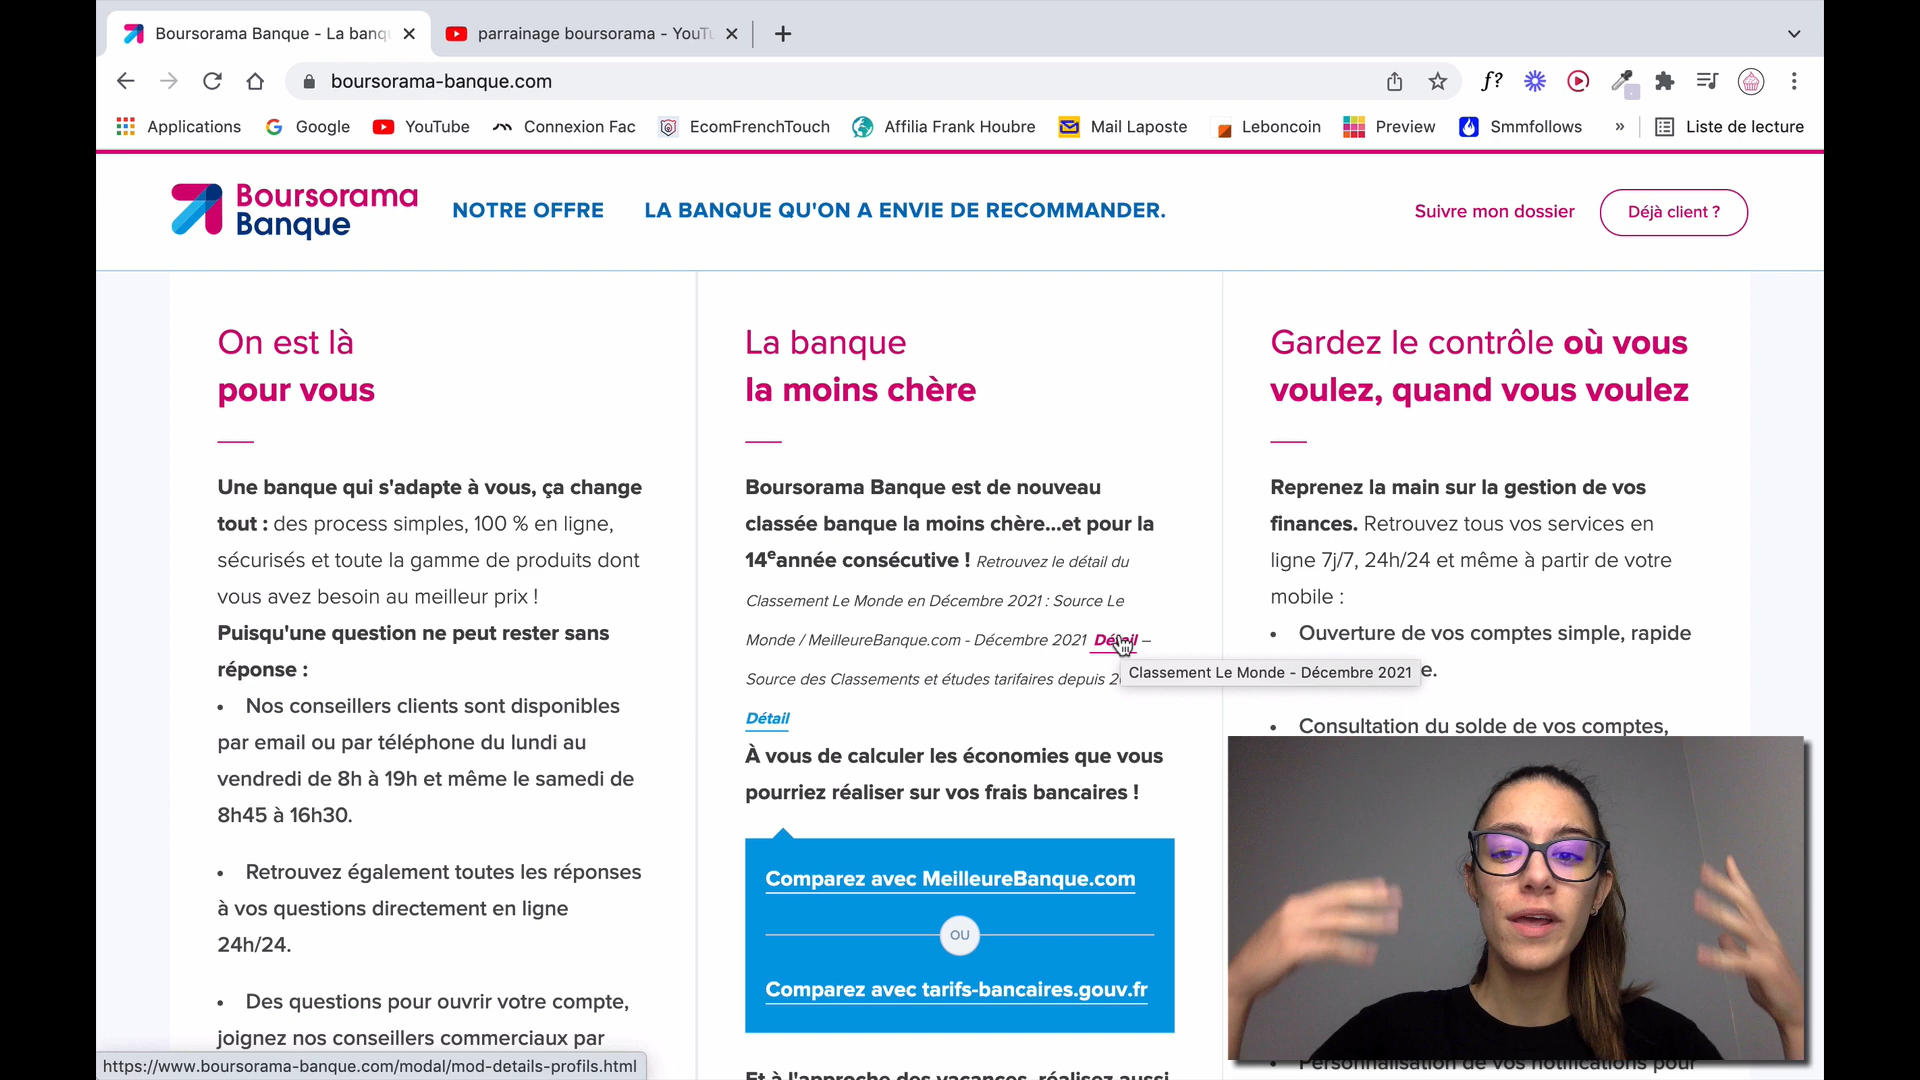 Boursorama Banque - La banq
parrainage boursorama - YouTu
boursorama-banque.com
f?
Applications
Google
YouTube
Connexion Fac
EcomFrenchTouch
Affilia Frank Houbre
Mail Laposte
Leboncoin
Preview
Smmfollows
»
Liste de lecture
Boursorama
Banque
NOTRE OFFRE
LA BANQUE QU'ON A ENVIE DE RECOMMANDER.
Suivre mon dossier
Déjà client ?
On est là
pour vous
Une banque qui s'adapte à vous, ça change
tout : des process simples, 100 % en ligne,
sécurisés et toute la gamme de produits dont
vous avez besoin au meilleur prix !
Puisqu'une question ne peut rester sans
réponse :
• Nos conseillers clients sont disponibles
par email ou par téléphone du lundi au
vendredi de 8h à 19h et même le samedi de
8h45 à 16h30.
• Retrouvez également toutes les réponses
à vos questions directement en ligne
24h/24.
• Des questions pour ouvrir votre compte,
joignez nos conseillers commerciaux par
La banque
la moins chère
Boursorama Banque est de nouveau
classée banque la moins chère...et pour la
14eannée consécutive ! Retrouvez le détail du
Classement Le Monde en Décembre 2021 : Source Le
Monde / MeilleureBanque.com - Décembre 2021 Détail –
Source des Classements et études tarifaires depuis 2
Détail
À vous de calculer les économies que vous
pourriez réaliser sur vos frais bancaires !
Comparez avec MeilleureBanque.com
OU
Comparez avec tarifs-bancaires.gouv.fr
Et à l'approche des vacances, réalisez aussi
Gardez le contrôle où vous
voulez, quand vous voulez
Reprenez la main sur la gestion de vos
finances. Retrouvez tous vos services en
ligne 7j/7, 24h/24 et même à partir de votre
mobile :
• Ouverture de vos comptes simple, rapide
e.
Classement Le Monde - Décembre 2021
• Consultation du solde de vos comptes,
• Personnalisation de vos notifications pour
https://www.boursorama-banque.com/modal/mod-details-profils.html